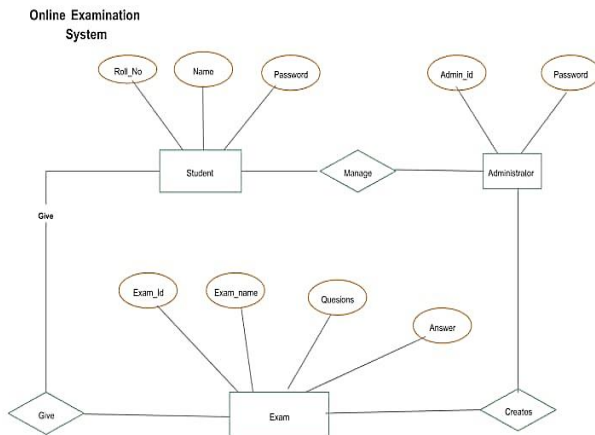 Online Examination
System
Roll_No
Name
Password
Admin_id
Password
Student
Manage
Administrator
Give
Exam_Id
Exam_name
Quesions
Answer
Give
Exam
Creates